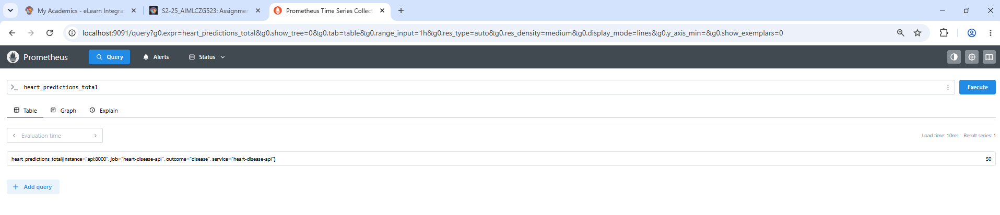 My Academics - eLearn Integra
S2-25_AIMLCZG523: Assignmen
Prometheus Time Series Collect
localhost:9091/query?g0.expr=heart_predictions_total&g0.show_tree=0&g0.tab=table&g0.range_input=1h&g0.res_type=auto&g0.res_density=medium&g0.display_mode=lines&g0.y_axis_min=&g0.show_exemplars=0
Prometheus Query Alerts Status
heart_predictions_total Execute
Table Graph Explain
Evaluation time Load time: 10ms Result series: 1
heart_predictions_total{instance="api:8000", job="heart-disease-api", outcome="disease", service="heart-disease-api"} 50
Add query